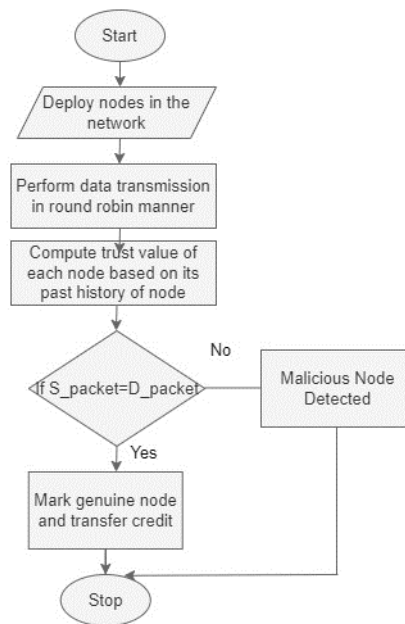 Start
Deploy nodes in the
network
Perform data transmission
in round robin manner
Compute trust value of
each node based on its
past history of node
No
If S_packet=D_packet
Malicious Node
Detected
Yes
Mark genuine node
and transfer credit
Stop